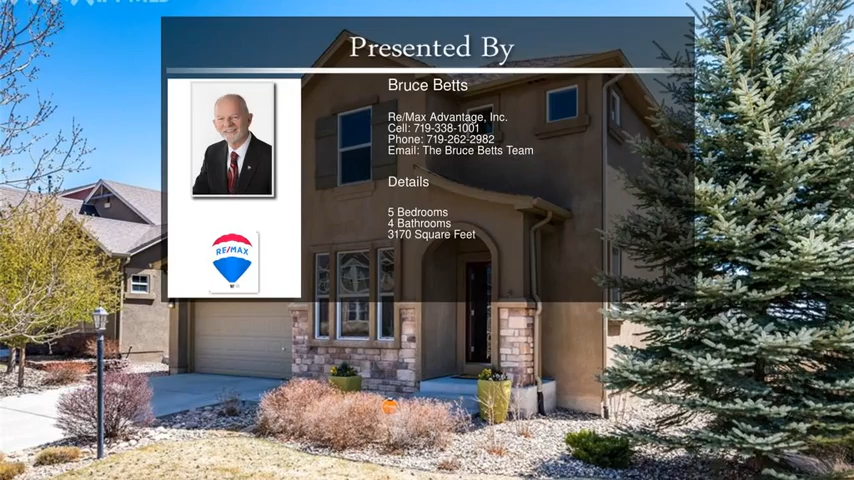 Presented By
Bruce Betts
Re/Max Advantage, Inc.
Cell: 719-338-1001
Phone: 719-262-2982
Email: The Bruce Betts Team
Details
5 Bedrooms
4 Bathrooms
3170 Square Feet
RE/MAX